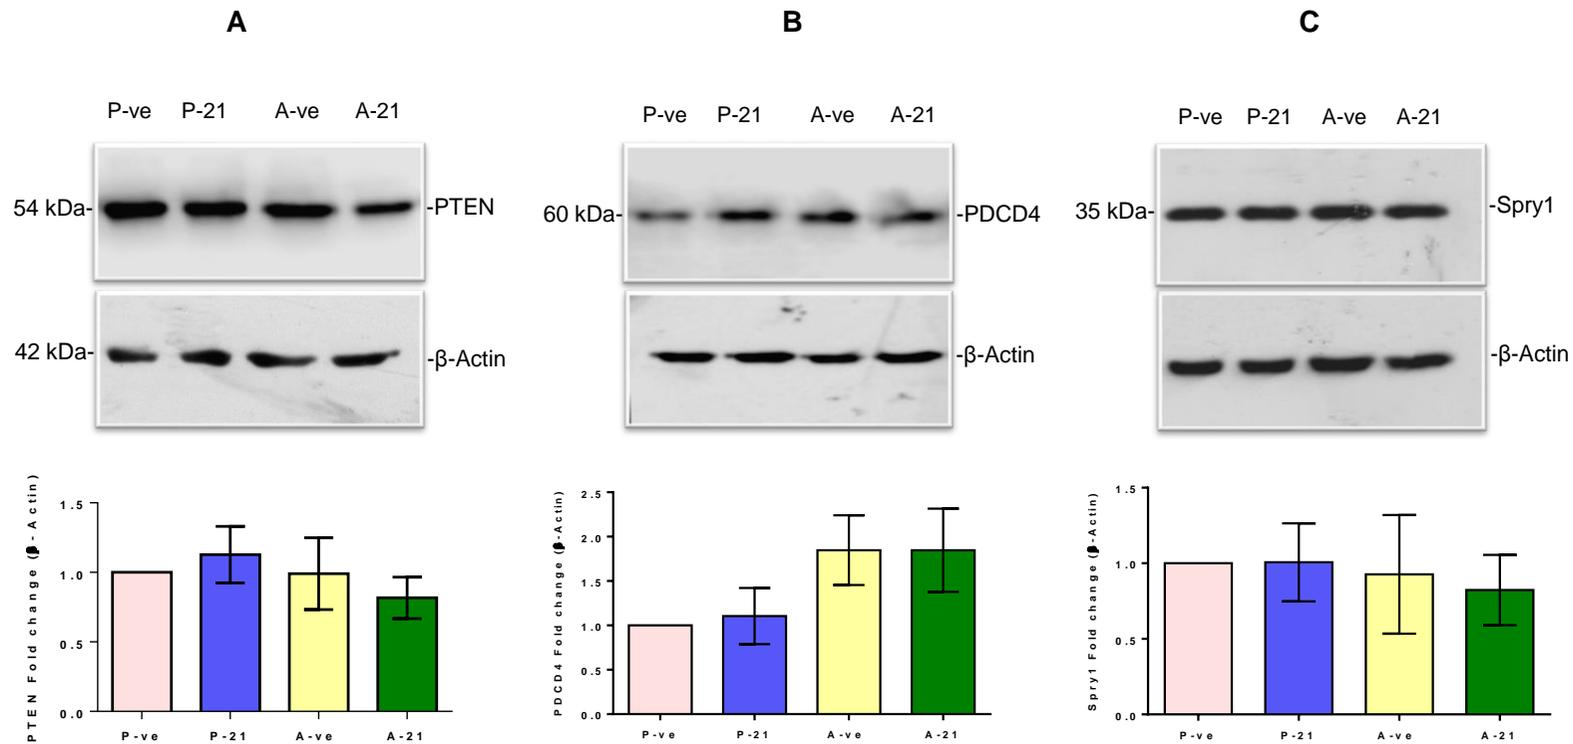 A
B
C
P-ve P-21 A-ve A-21
54 kDa- -PTEN
42 kDa- -β-Actin
P-ve P-21 A-ve A-21
60 kDa- -PDCD4
-β-Actin
P-ve P-21 A-ve A-21
35 kDa- -Spry1
-β-Actin
PTEN Fold change (β-Actin)
1.5
1.0
0.5
0.0
P-ve P-21 A-ve A-21
PDCD4 Fold change (β-Actin)
2.5
2.0
1.5
1.0
0.5
0.0
P-ve P-21 A-ve A-21
Spry1 Fold change (β-Actin)
1.5
1.0
0.5
0.0
P-ve P-21 A-ve A-21